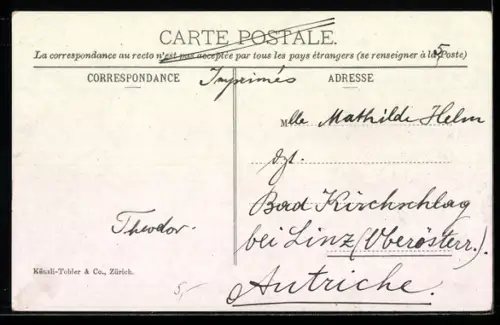 CARTE POSTALE.
La correspondance au recto n'est pas acceptée par tous les pays étrangers (se renseigner à la Poste)
5
CORRESPONDANCE
Imprimés
ADRESSE
Mlle Mathilde Helm
dzt.
Bad Kirchschlag
bei Linz (Oberösterr.).
Autriche.
Theodor.
Künzli-Tobler & Co., Zürich.
5,-